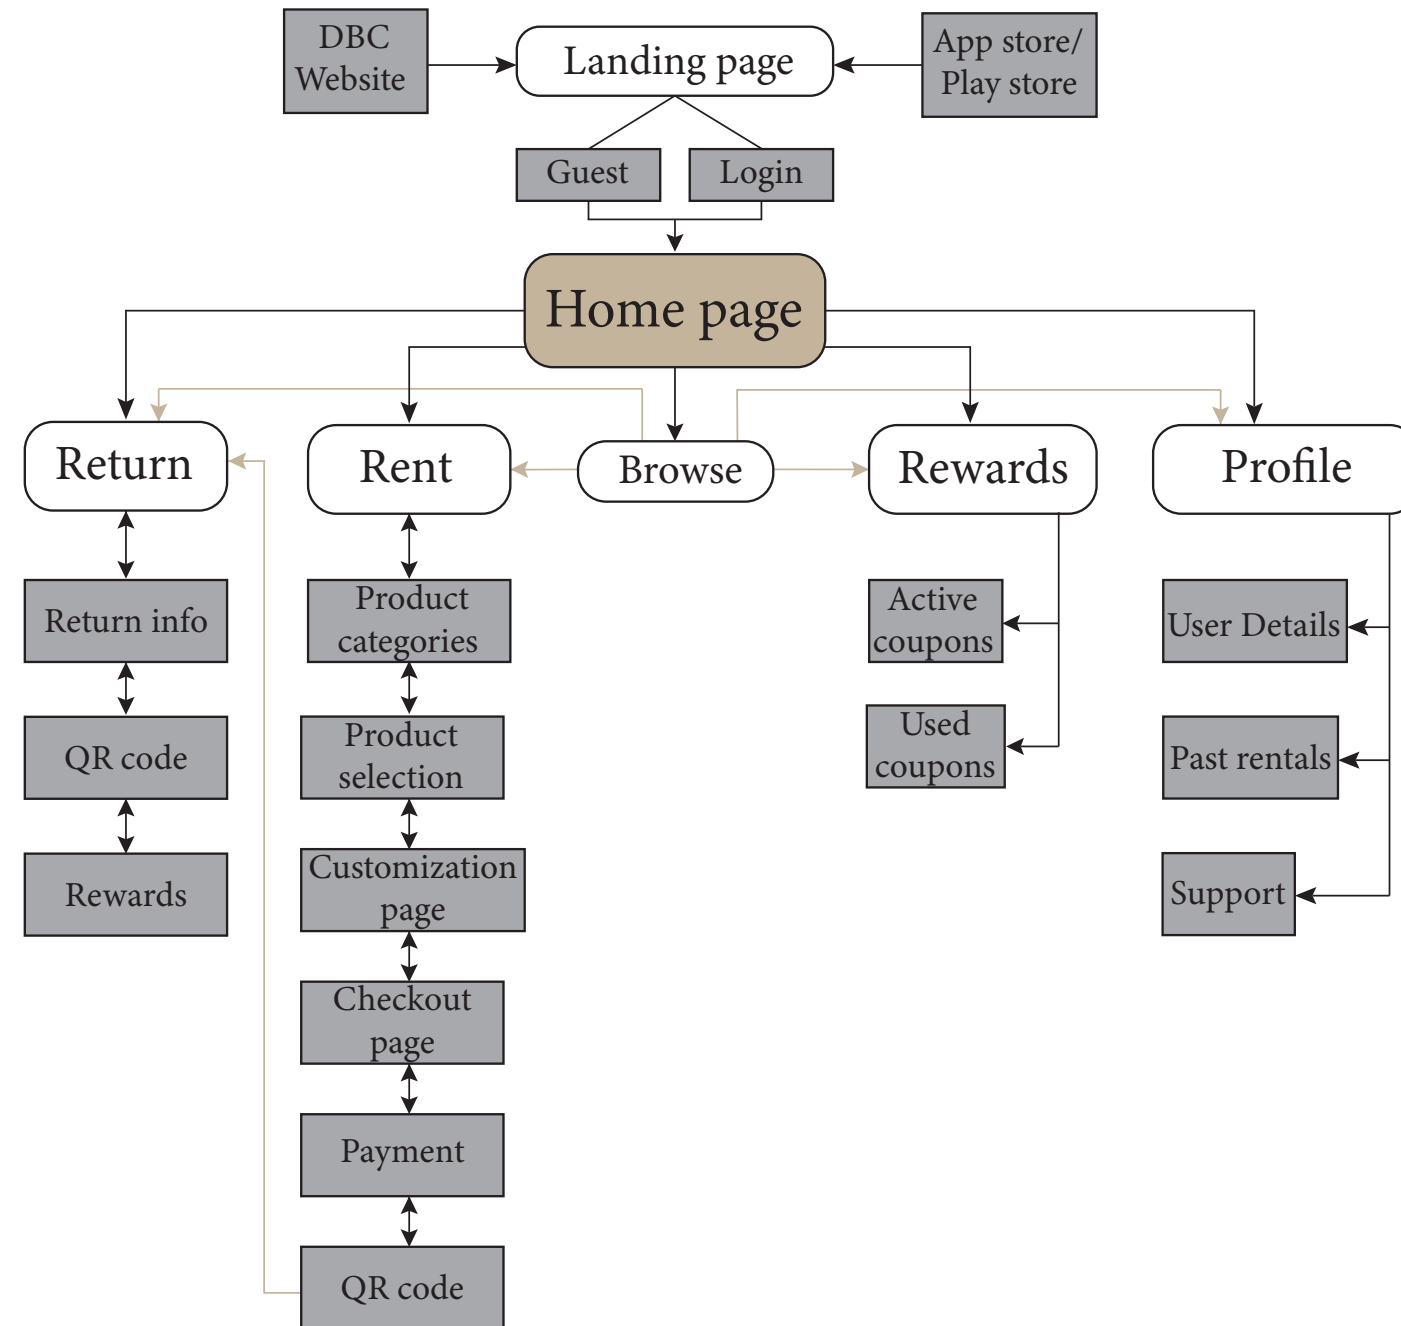 DBC
Website
Landing page
App store/
Play store
Guest
Login
Home page
Return
Rent
Browse
Rewards
Profile
Return info
Product
categories
Active
coupons
User Details
QR code
Product
selection
Used
coupons
Past rentals
Rewards
Customization
page
Support
Checkout
page
Payment
QR code